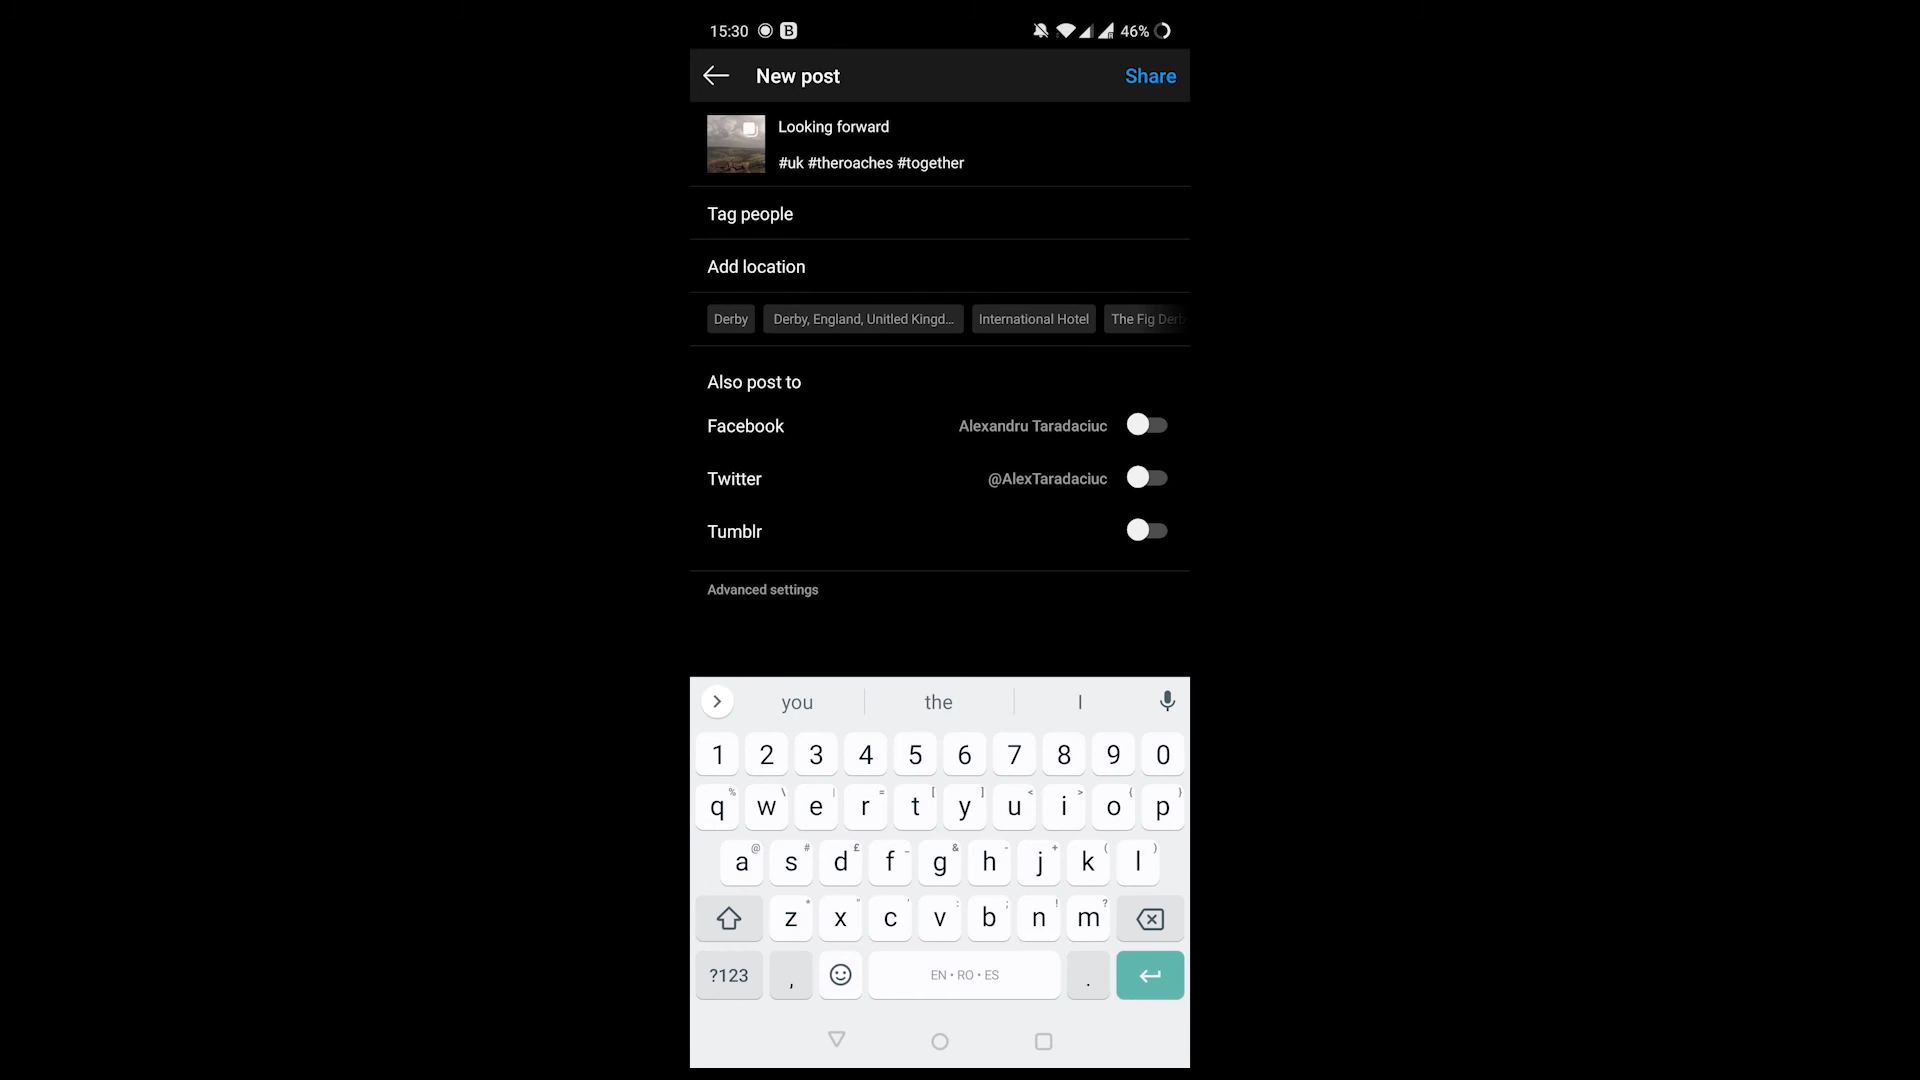 15:30 B 46%
New post Share
Looking forward
#uk #theroaches #together
Tag people
Add location
Derby Derby, England, Unitled Kingd... International Hotel The Fig Derb
Also post to
Facebook Alexandru Taradaciuc
Twitter @AlexTaradaciuc
Tumblr
Advanced settings
you the I
1 2 3 4 5 6 7 8 9 0
q % w \ e | r = t [ y ] u < i > o { p }
a @ s # d £ f _ g & h - j + k ( l )
z * x " c ' v : b ; n ! m ?
?123 , EN • RO • ES .